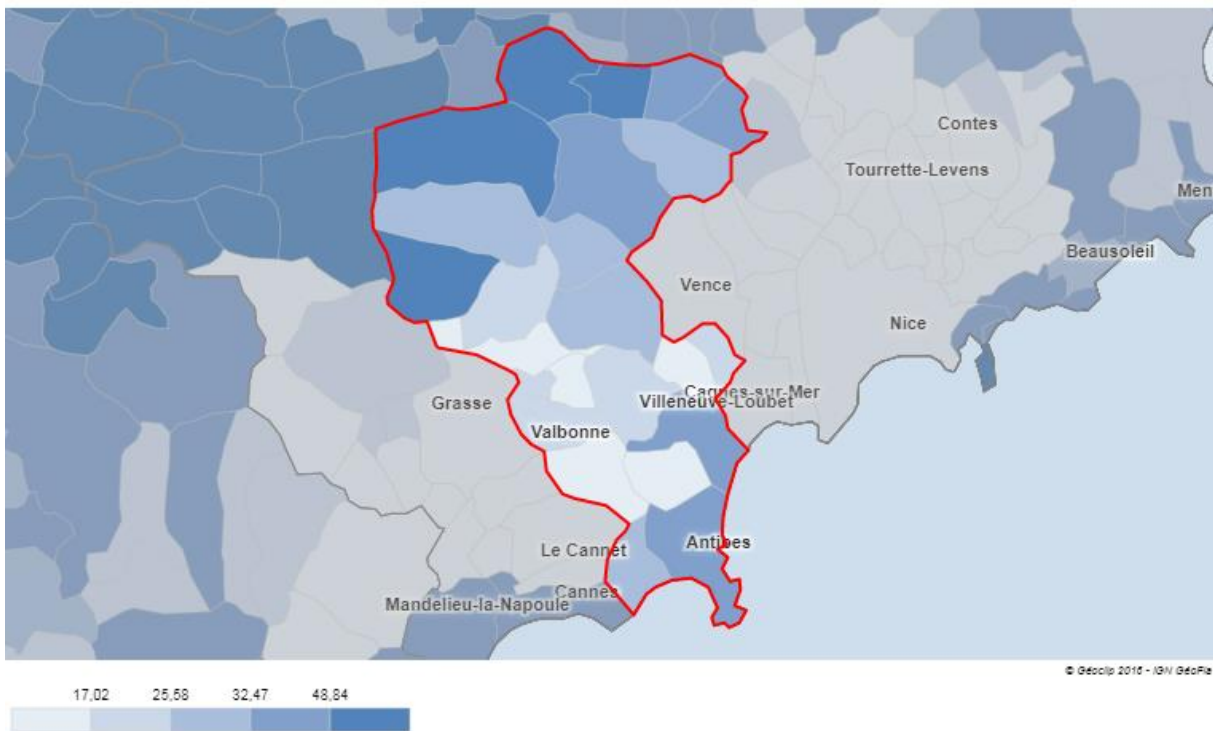 Contes
Tourrette-Levens
Men
Beausoleil
Vence
Nice
Cagnes-sur-Mer
Villeneuve-Loubet
Grasse
Valbonne
Antibes
Le Cannet
Cannes
Mandelieu-la-Napoule
© Géoclip 2016 - IGN GéoFla
17,02 25,58 32,47 48,84